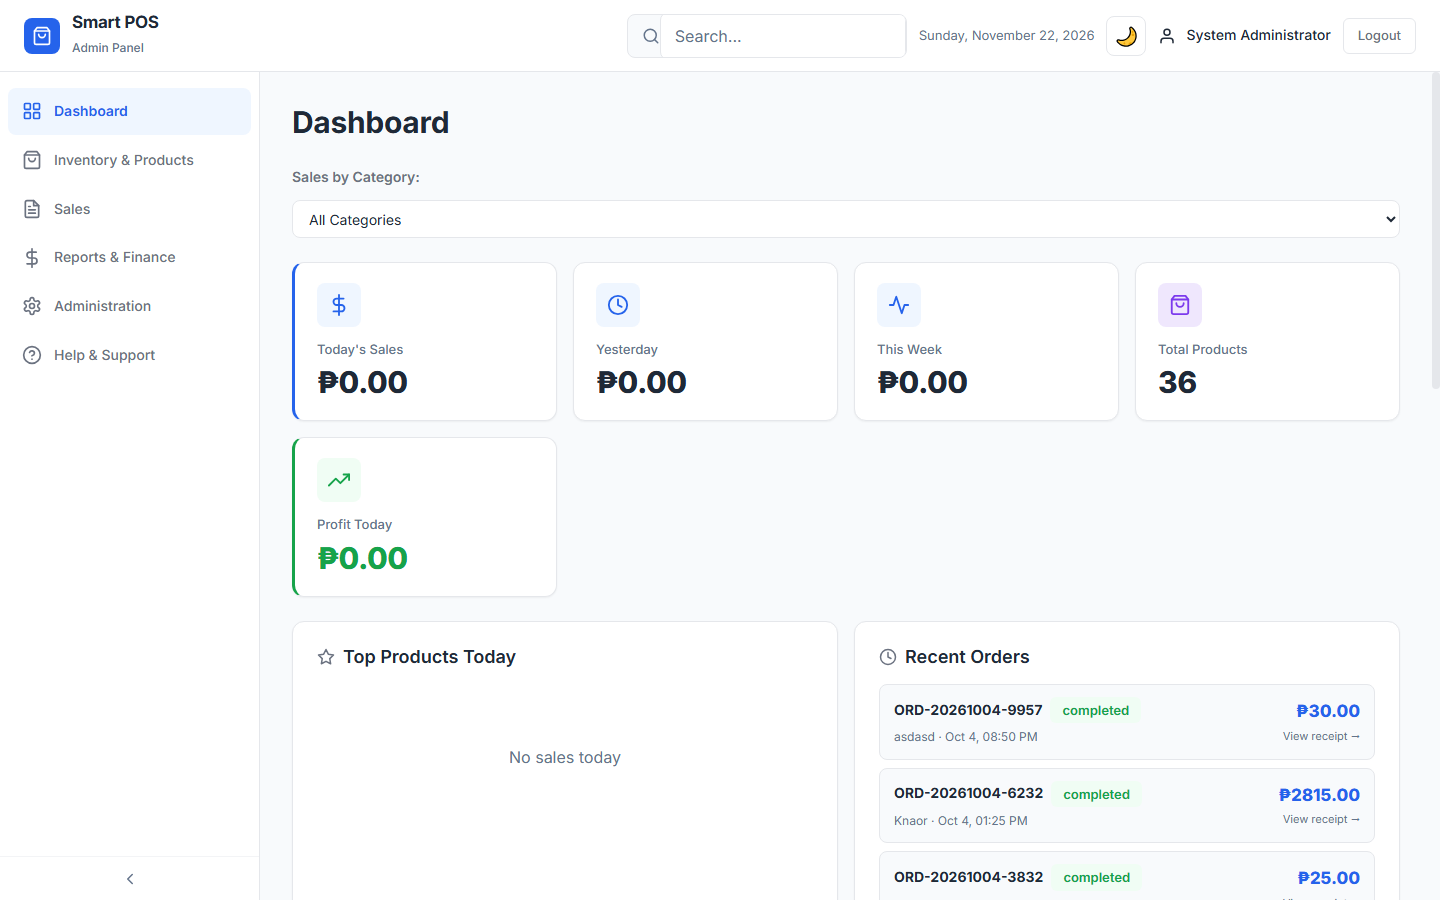 Smart POS
Admin Panel
Search...
Sunday, November 22, 2026
System Administrator
Logout
Dashboard
Inventory & Products
Sales
Reports & Finance
Administration
Help & Support
Dashboard
Sales by Category:
All Categories
Today's Sales
₱0.00
Yesterday
₱0.00
This Week
₱0.00
Total Products
36
Profit Today
₱0.00
Top Products Today
No sales today
Recent Orders
ORD-20261004-9957 completed ₱30.00
asdasd · Oct 4, 08:50 PM View receipt →
ORD-20261004-6232 completed ₱2815.00
Knaor · Oct 4, 01:25 PM View receipt →
ORD-20261004-3832 completed ₱25.00